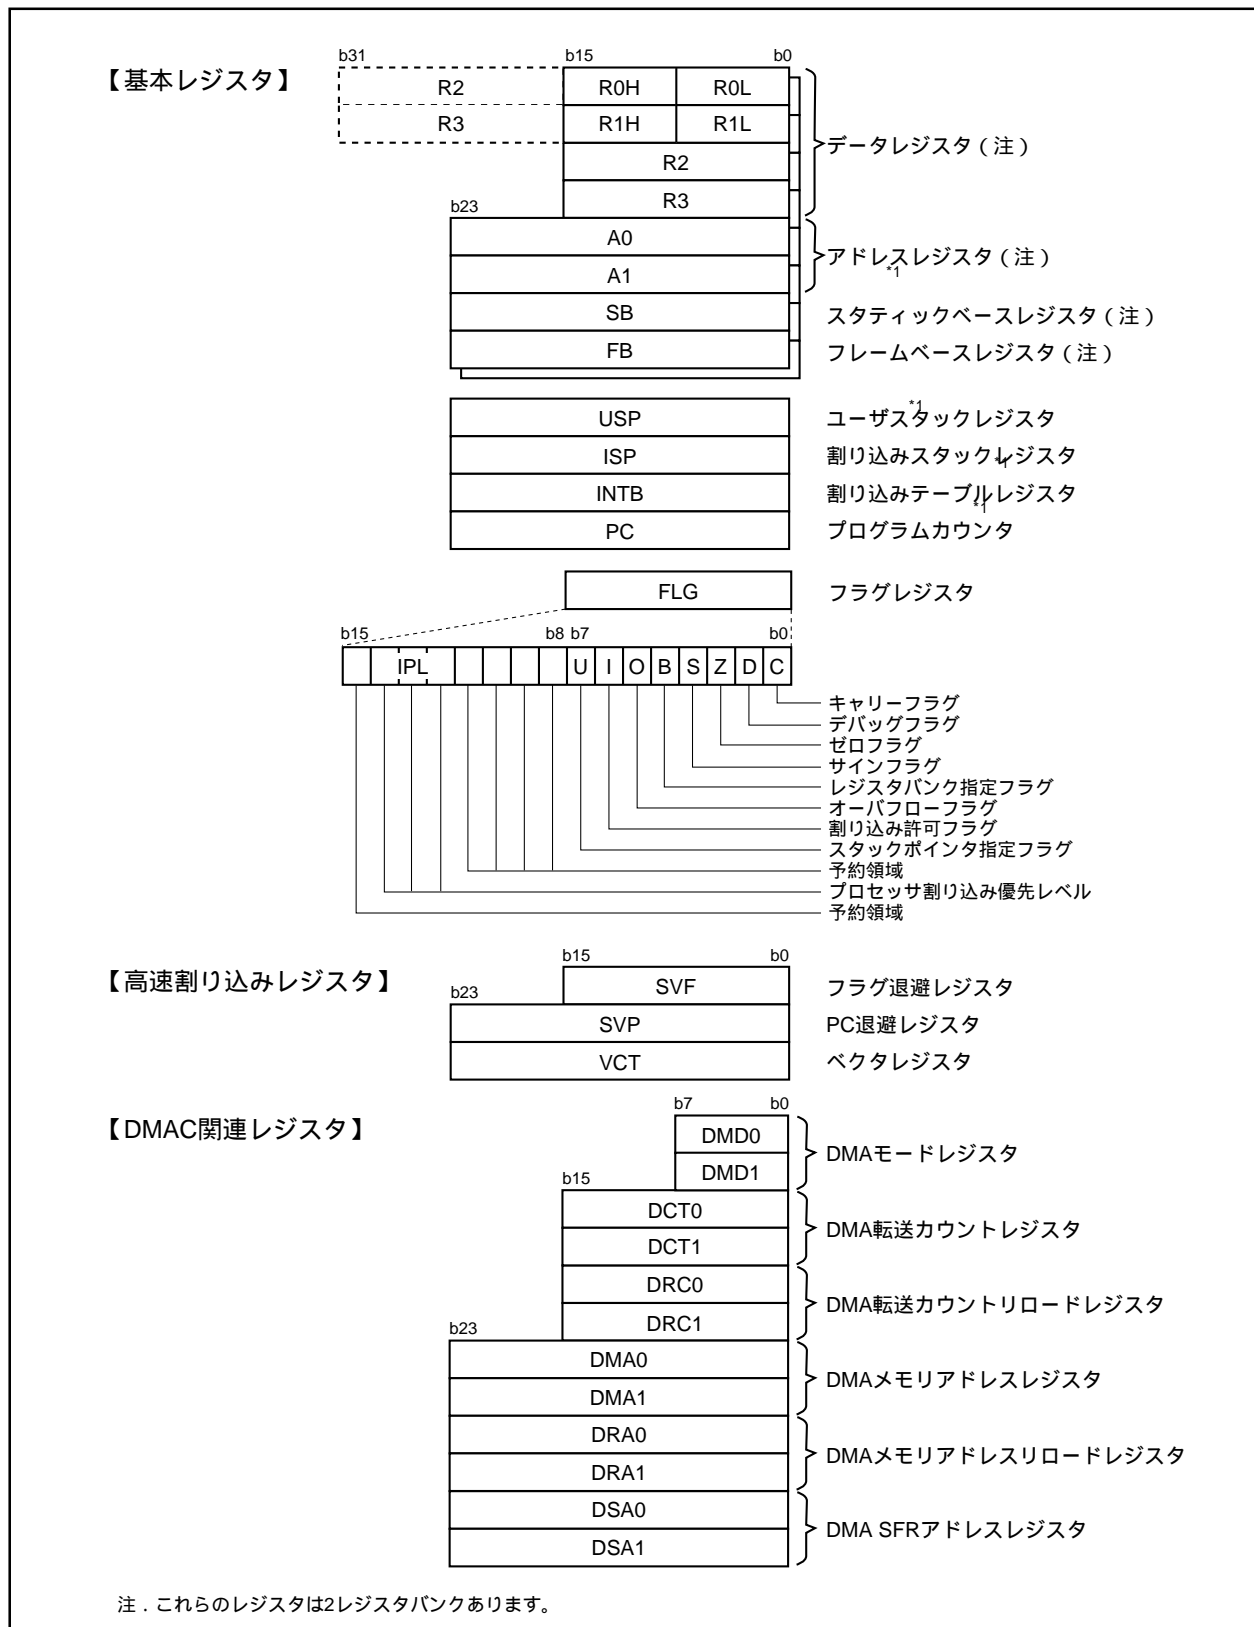 b31 b15 b0
【基本レジスタ】
R2 R0H R0L
R3 R1H R1L
データレジスタ（注）
R2
R3
b23
A0
アドレスレジスタ（注）
*1
A1
SB スタティックベースレジスタ（注）
FB フレームベースレジスタ（注）
*1
USP ユーザスタックレジスタ
ISP 割り込みスタックレジスタ
*1
INTB 割り込みテーブルレジスタ
*1
PC プログラムカウンタ
FLG フラグレジスタ
b15 b8 b7 b0
IPL U I O B S Z D C
キャリーフラグ
デバッグフラグ
ゼロフラグ
サインフラグ
レジスタバンク指定フラグ
オーバフローフラグ
割り込み許可フラグ
スタックポインタ指定フラグ
予約領域
プロセッサ割り込み優先レベル
予約領域
【高速割り込みレジスタ】
b15 b0
SVF フラグ退避レジスタ
b23
SVP PC退避レジスタ
VCT ベクタレジスタ
【DMAC関連レジスタ】
b7 b0
DMD0
DMAモードレジスタ
DMD1
b15
DCT0
DMA転送カウントレジスタ
DCT1
DRC0
DMA転送カウントリロードレジスタ
DRC1
b23
DMA0
DMAメモリアドレスレジスタ
DMA1
DRA0
DMAメモリアドレスリロードレジスタ
DRA1
DSA0
DMA SFRアドレスレジスタ
DSA1
注．これらのレジスタは2レジスタバンクあります。